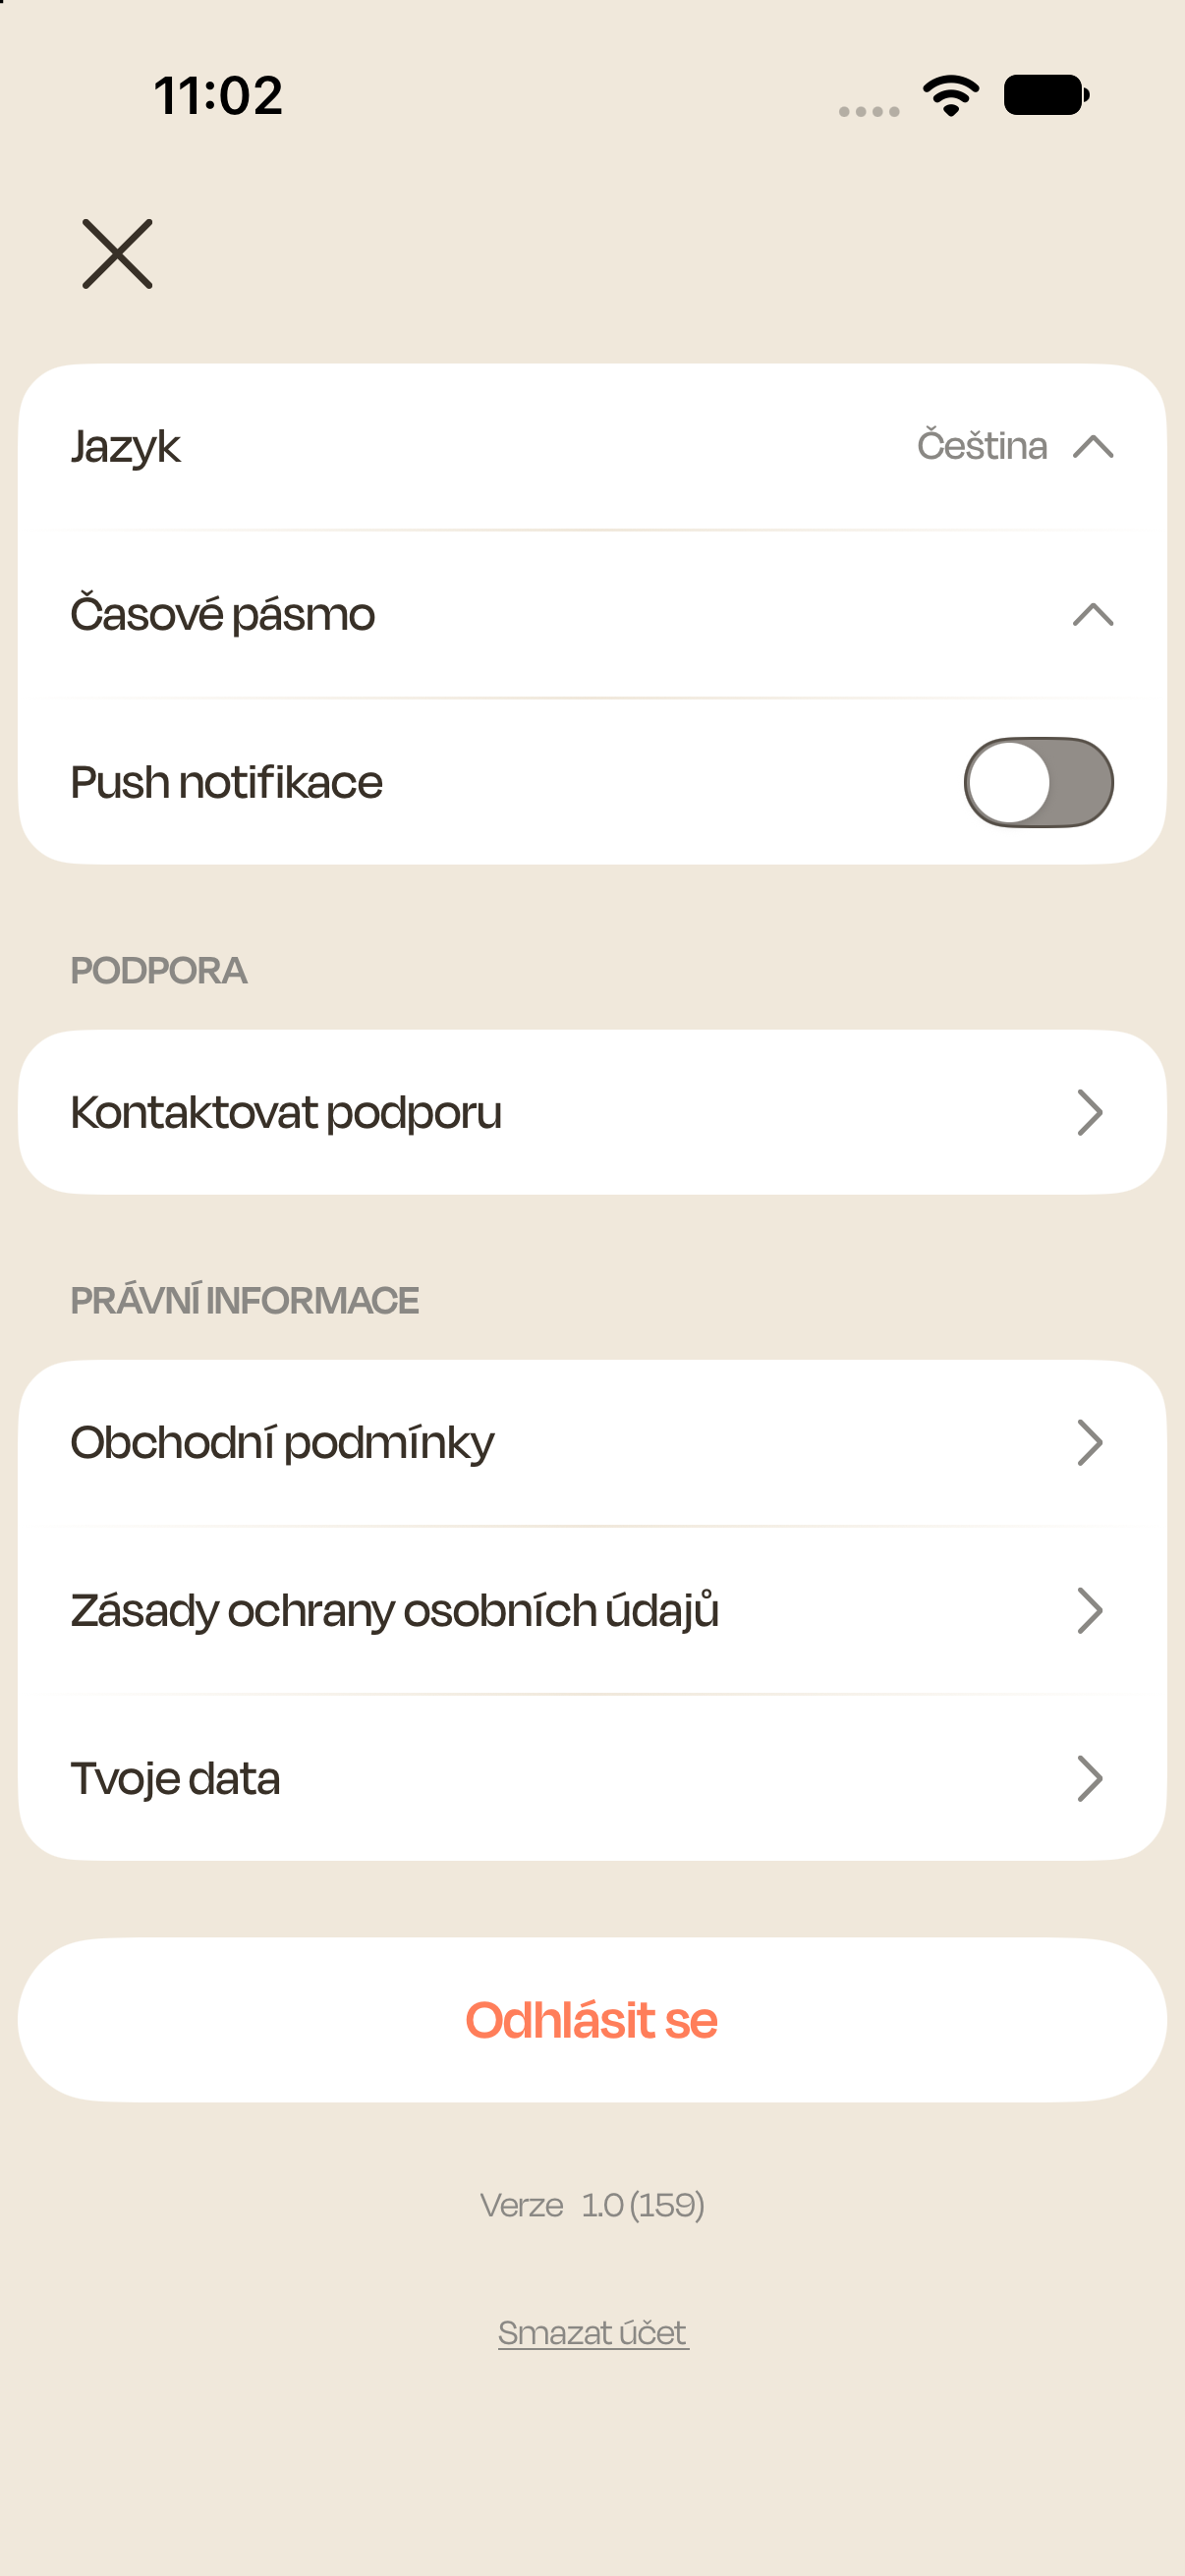 11:02
Jazyk Čeština
Časové pásmo
Push notifikace
PODPORA
Kontaktovat podporu
PRÁVNÍ INFORMACE
Obchodní podmínky
Zásady ochrany osobních údajů
Tvoje data
Odhlásit se
Verze 1.0 (159)
Smazat účet